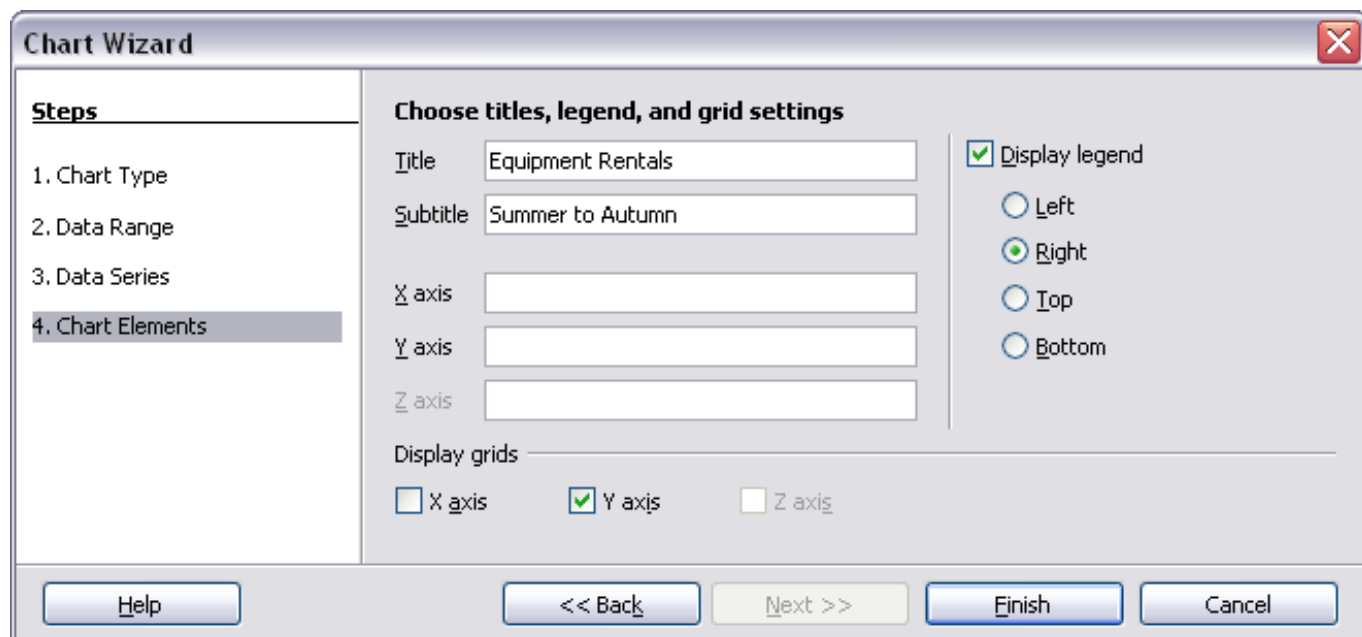 Chart Wizard
Steps
1. Chart Type
2. Data Range
3. Data Series
4. Chart Elements
Choose titles, legend, and grid settings
Title Equipment Rentals
Subtitle Summer to Autumn
X axis
Y axis
Z axis
Display legend
Left
Right
Top
Bottom
Display grids
X axis Y axis Z axis
Help << Back Next >> Finish Cancel